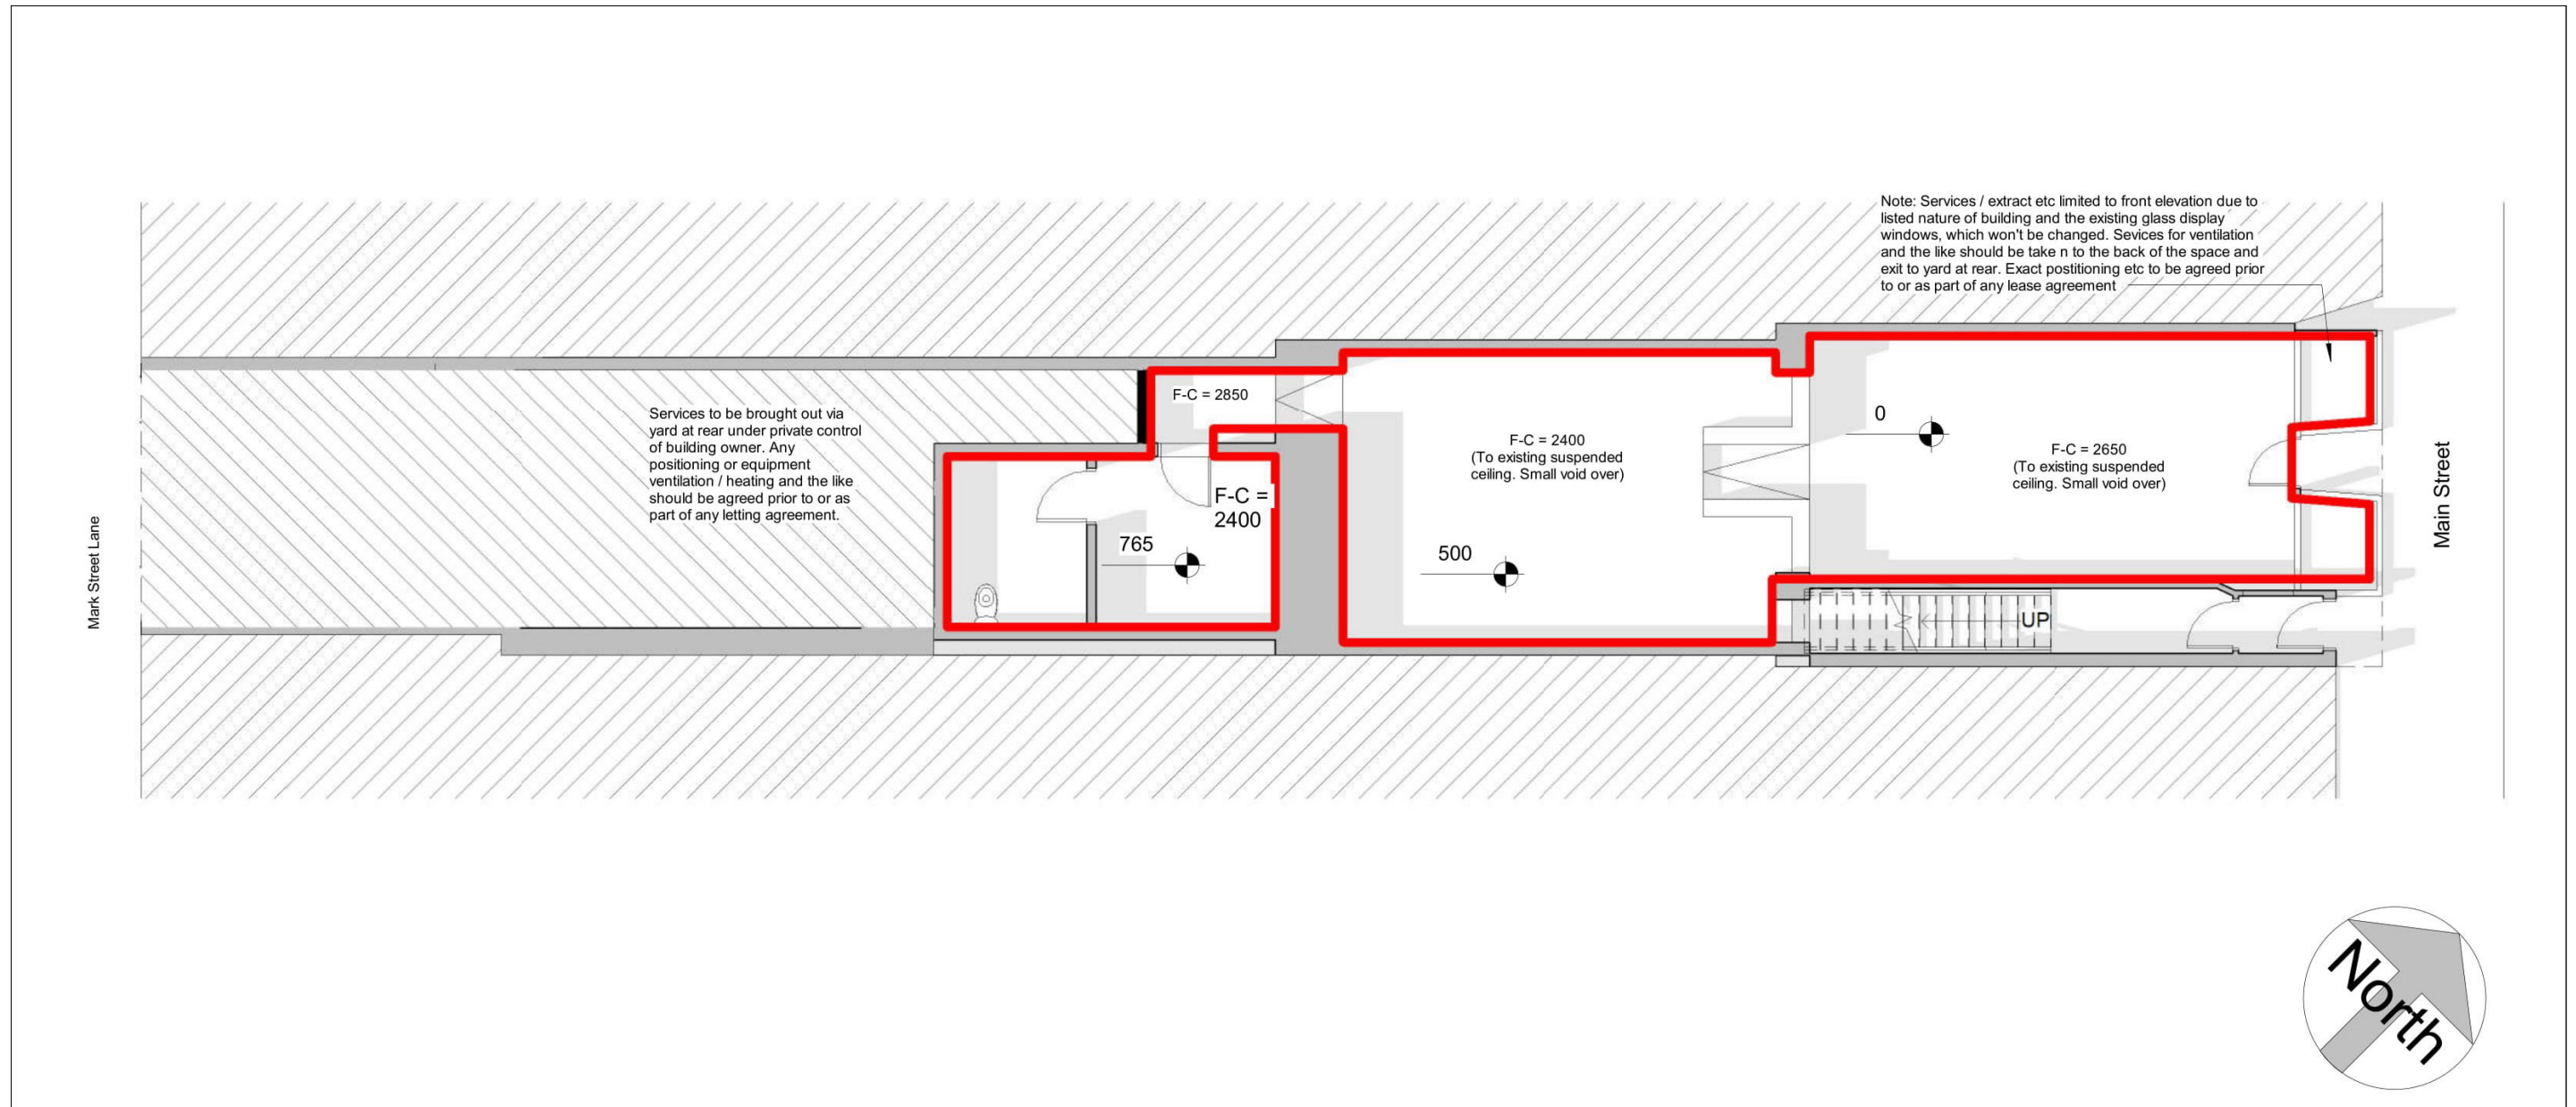 Note: Services / extract etc limited to front elevation due to
listed nature of building and the existing glass display
windows, which won't be changed. Sevices for ventilation
and the like should be take n to the back of the space and
exit to yard at rear. Exact postitioning etc to be agreed prior
to or as part of any lease agreement
F-C = 2850
Services to be brought out via
yard at rear under private control
of building owner. Any
positioning or equipment
ventilation / heating and the like
should be agreed prior to or as
part of any letting agreement.
F-C = 2400
(To existing suspended
ceiling. Small void over)
0
F-C = 2650
(To existing suspended
ceiling. Small void over)
F-C =
2400
765
500
UP
Mark Street Lane
Main Street
North